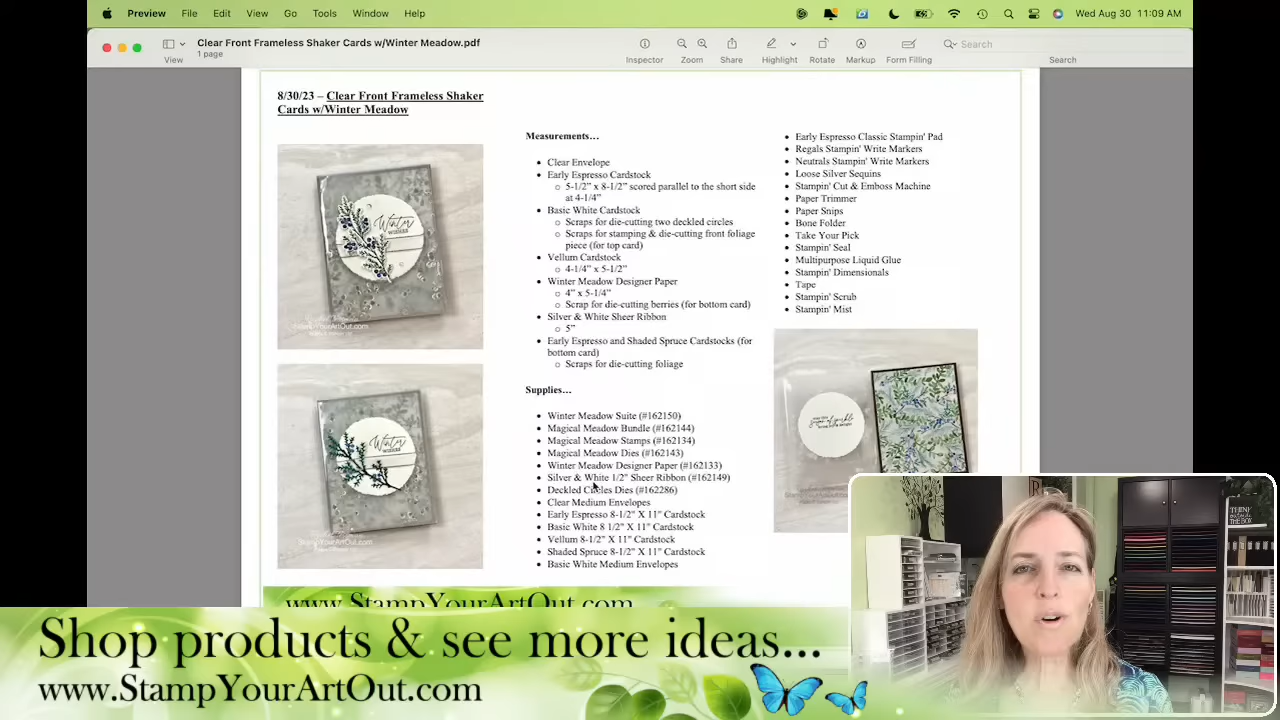 Preview File Edit View Go Tools Window Help Wed Aug 30 11:09 AM
Clear Front Frameless Shaker Cards w/Winter Meadow.pdf
1 page
View Inspector Zoom Share Highlight Rotate Markup Form Filling Search
Search
8/30/23 – Clear Front Frameless Shaker
Cards w/Winter Meadow
Winter
Winter
Measurements…
Clear Envelope
Early Espresso Cardstock
5-1/2" x 8-1/2" scored parallel to the short side
at 4-1/4"
Basic White Cardstock
Scraps for die-cutting two deckled circles
Scraps for stamping & die-cutting front foliage
piece (for top card)
Vellum Cardstock
4-1/4" x 5-1/2"
Winter Meadow Designer Paper
4" x 5-1/4"
Scrap for die-cutting berries (for bottom card)
Silver & White Sheer Ribbon
5"
Early Espresso and Shaded Spruce Cardstocks (for
bottom card)
Scraps for die-cutting foliage
Supplies…
Winter Meadow Suite (#162150)
Magical Meadow Bundle (#162144)
Magical Meadow Stamps (#162134)
Magical Meadow Dies (#162143)
Winter Meadow Designer Paper (#162133)
Silver & White 1/2" Sheer Ribbon (#162149)
Deckled Circles Dies (#162286)
Clear Medium Envelopes
Early Espresso 8-1/2" X 11" Cardstock
Basic White 8 1/2" X 11" Cardstock
Vellum 8-1/2" X 11" Cardstock
Shaded Spruce 8-1/2" X 11" Cardstock
Basic White Medium Envelopes
Early Espresso Classic Stampin' Pad
Regals Stampin' Write Markers
Neutrals Stampin' Write Markers
Loose Silver Sequins
Stampin' Cut & Emboss Machine
Paper Trimmer
Paper Snips
Bone Folder
Take Your Pick
Stampin' Seal
Multipurpose Liquid Glue
Stampin' Dimensionals
Tape
Stampin' Scrub
Stampin' Mist
www.StampYourArtOut.com
THINK
outside
THE BOX
R
Shop products & see more ideas...
www.StampYourArtOut.com